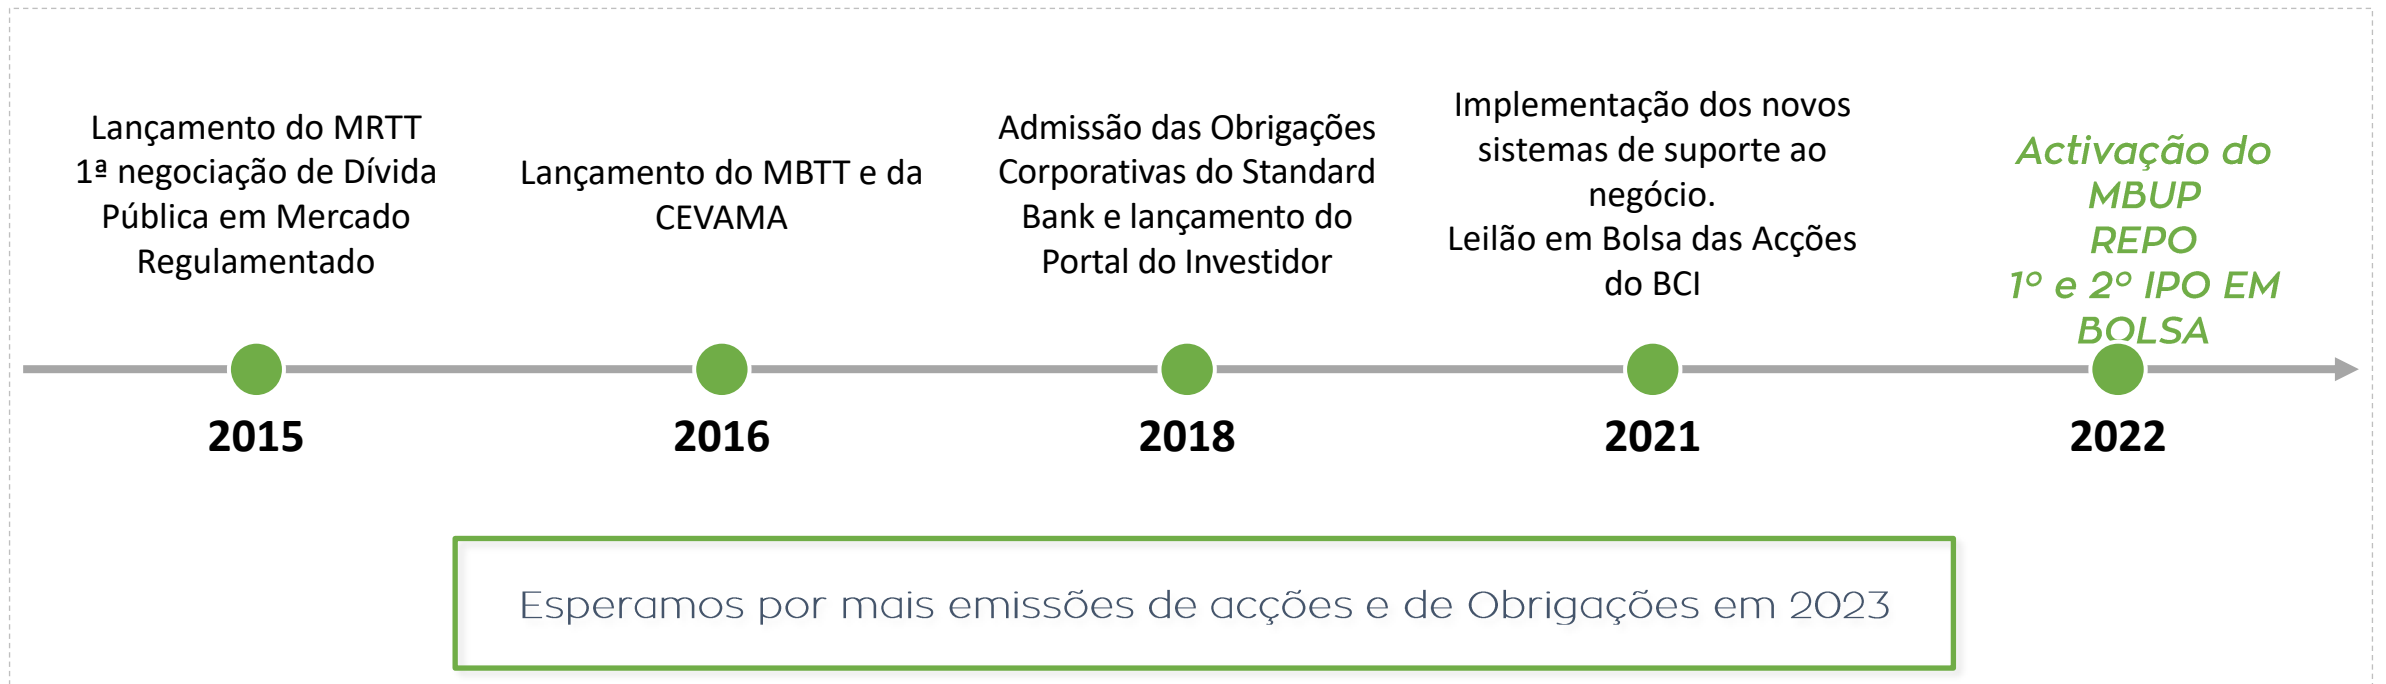 Lançamento do MRTT
1ª negociação de Dívida
Pública em Mercado
Regulamentado
2015
Lançamento do MBTT e da
CEVAMA
2016
Admissão das Obrigações
Corporativas do Standard
Bank e lançamento do
Portal do Investidor
2018
Implementação dos novos
sistemas de suporte ao
negócio.
Leilão em Bolsa das Acções
do BCI
2021
Activação do
MBUP
REPO
1º e 2º IPO EM
BOLSA
2022
Esperamos por mais emissões de acções e de Obrigações em 2023